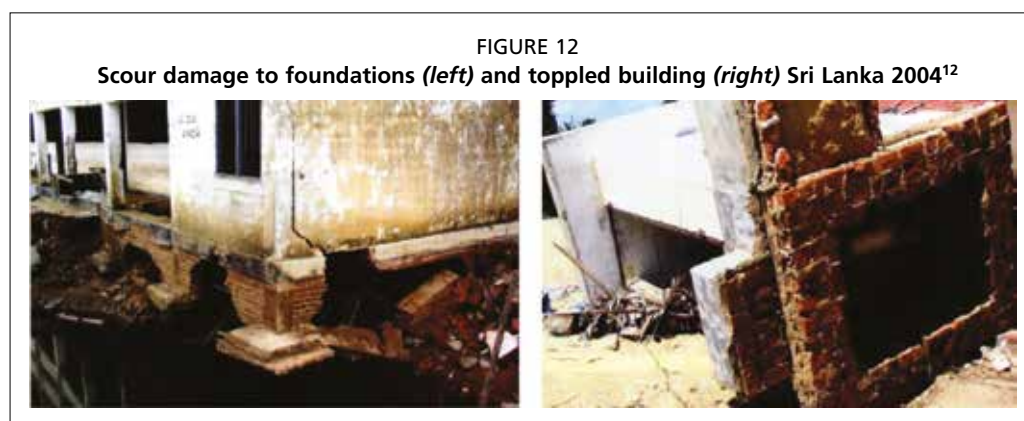 FIGURE 12
Scour damage to foundations (left) and toppled building (right) Sri Lanka 2004¹²